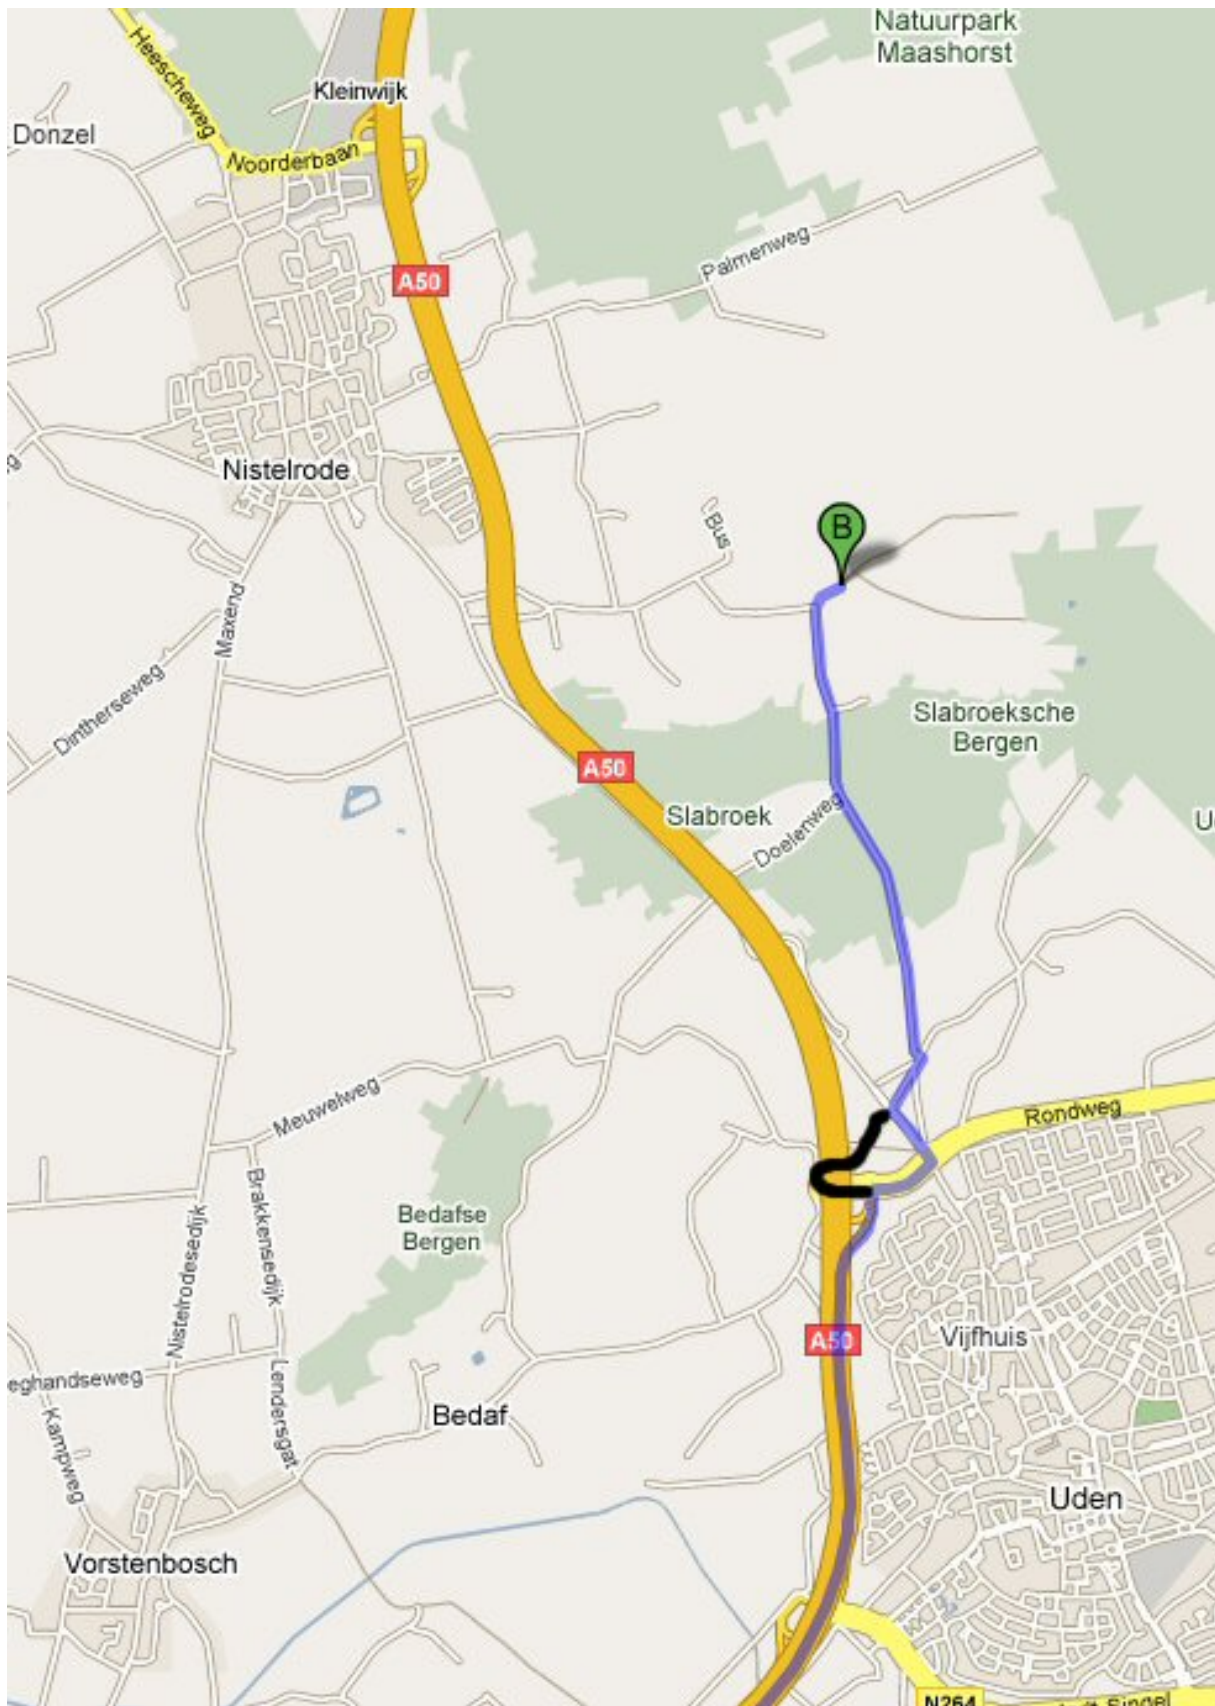 Natuurpark
Maashorst
Heescheweg
Kleinwijk
Donzel
Noorderbaan
Palmenweg
A50
Nistelrode
Bus
B
Maxend
Dintherseweg
Slabroeksche
Bergen
A50
Slabroek
Doelenweg
Meuwelweg
Rondweg
Brakkensedijk
Nistelrodesedijk
Bedafse
Bergen
A50
Vijfhuis
eghandseweg
Lendersgat
Kampweg
Bedaf
Uden
Vorstenbosch
N264